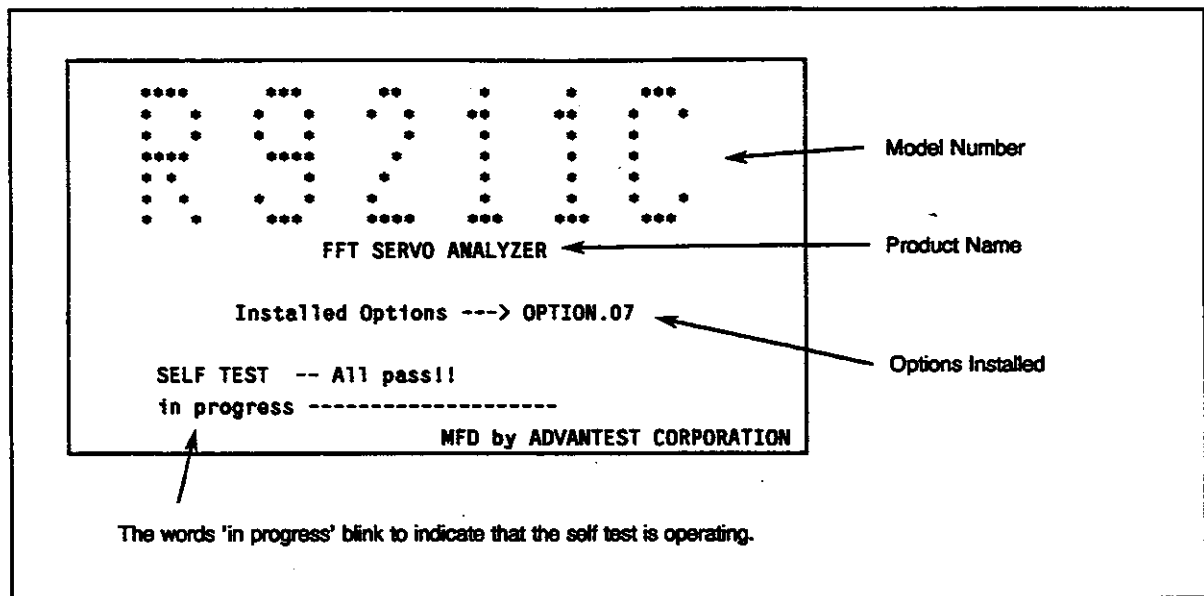 R9211C
Model Number
FFT SERVO ANALYZER
Product Name
Installed Options ---> OPTION.07
Options Installed
SELF TEST -- All pass!!
in progress --------------------
MFD by ADVANTEST CORPORATION
The words 'in progress' blink to indicate that the self test is operating.